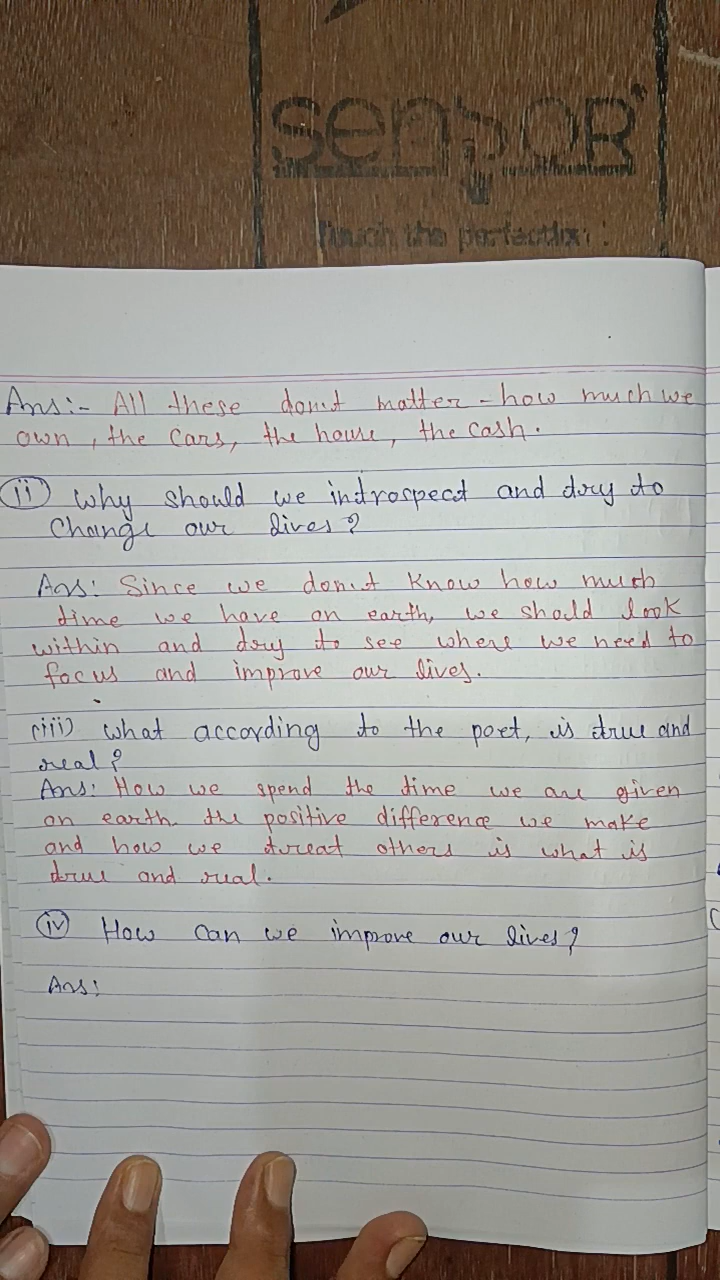 senSOR
Touch the perfection
Ans:- All these don't matter - how much we
own, the cars, the house, the cash.
(ii) Why should we introspect and try to
change our lives?
Ans: Since we don't know how much
time we have on earth, we should look
within and try to see where we need to
focus and improve our lives.
(iii) What according to the poet, is true and
real?
Ans: How we spend the time we are given
on earth. the positive difference we make
and how we treat others is what is
true and real.
(iv) How can we improve our lives?
Ans: